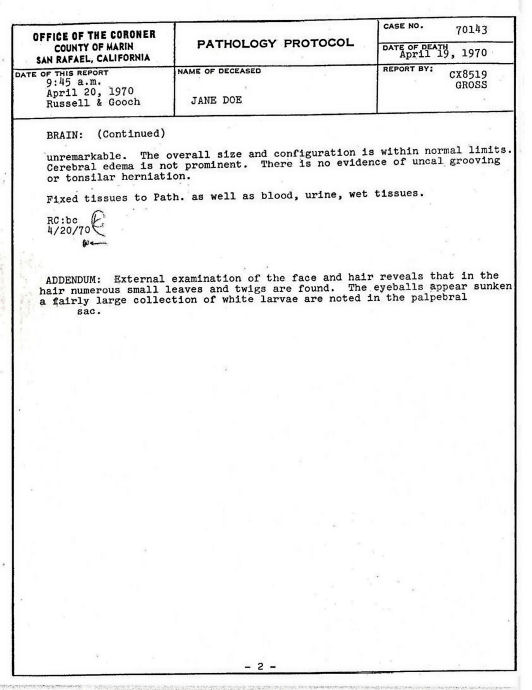 OFFICE OF THE CORONER
COUNTY OF MARIN
SAN RAFAEL, CALIFORNIA
PATHOLOGY PROTOCOL
CASE NO. 70143
DATE OF DEATH
April 19, 1970
DATE OF THIS REPORT
9:45 a.m.
April 20, 1970
Russell & Gooch
NAME OF DECEASED
JANE DOE
REPORT BY:
CX8519
GROSS
BRAIN: (Continued)
unremarkable. The overall size and configuration is within normal limits.
Cerebral edema is not prominent. There is no evidence of uncal grooving
or tonsilar herniation.
Fixed tissues to Path. as well as blood, urine, wet tissues.
RC:bc
4/20/70
ADDENDUM: External examination of the face and hair reveals that in the
hair numerous small leaves and twigs are found. The eyeballs appear sunken
a fairly large collection of white larvae are noted in the palpebral
sac.
- 2 -